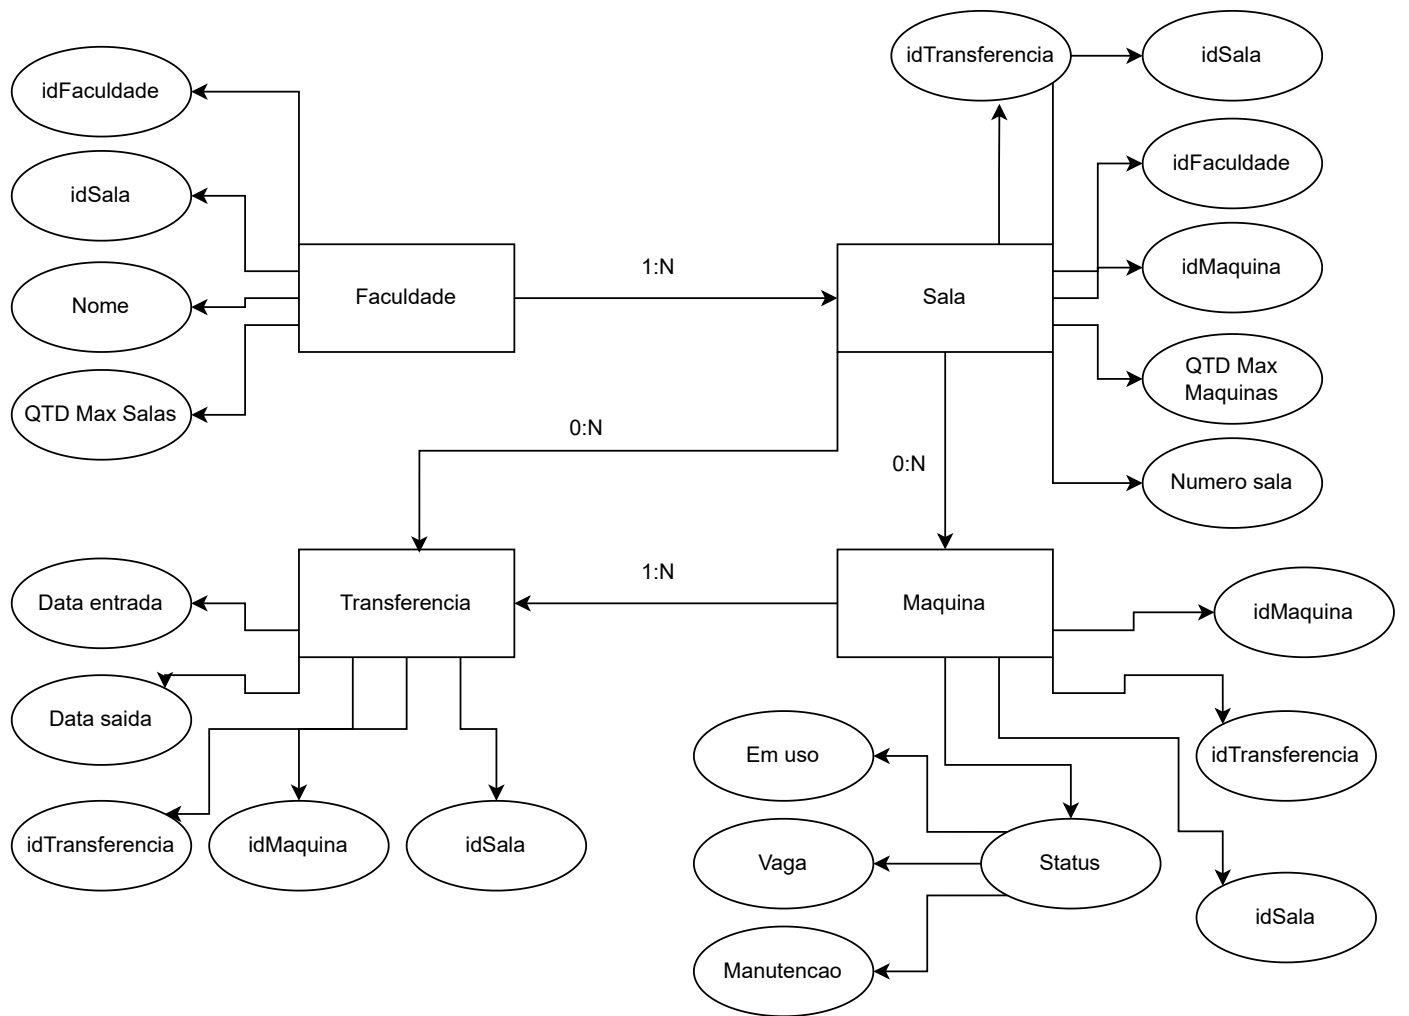 idTransferencia
idSala
idFaculdade
idFaculdade
idSala
1:N
idMaquina
Nome
Faculdade
Sala
QTD Max
Maquinas
QTD Max Salas
0:N
0:N
Numero sala
1:N
Data entrada
Transferencia
Maquina
idMaquina
Data saida
Em uso
idTransferencia
idTransferencia
idMaquina
idSala
Vaga
Status
idSala
Manutencao